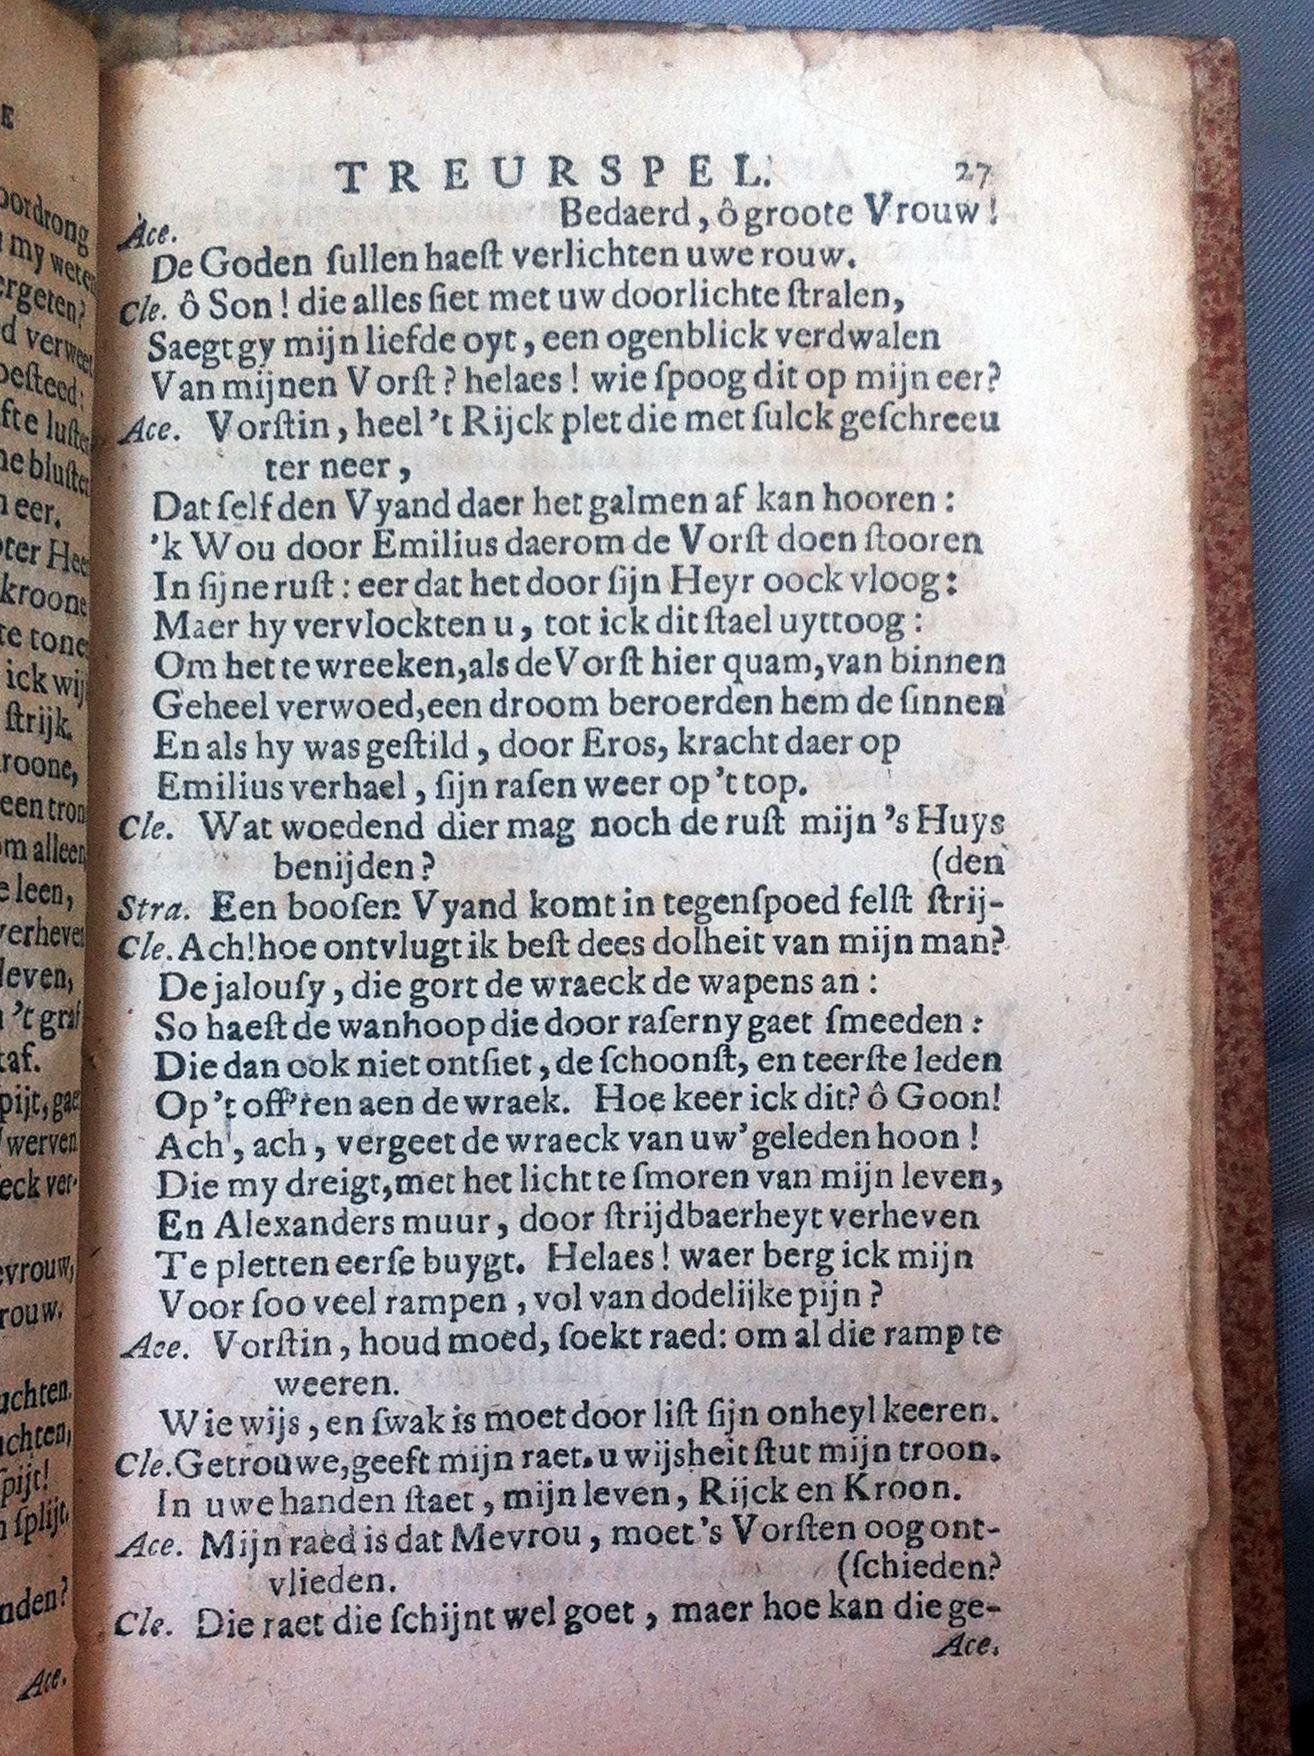 TREURSPEL. 27
Ace. Bedaerd, ô groote Vrouw!
De Goden ſullen haeſt verlichten uwe rouw.
Cle. ô Son! die alles ſiet met uw doorlichte ſtralen,
Saegt gy mijn liefde oyt, een ogenblick verdwalen
Van mijnen Vorſt? helaes! wie ſpoog dit op mijn eer?
Ace. Vorſtin, heel 't Rijck plet die met ſulck geſchreeu
ter neer,
Dat ſelf den Vyand daer het galmen af kan hooren:
'k Wou door Emilius daerom de Vorſt doen ſtooren
In ſijne ruſt: eer dat het door ſijn Heyr oock vloog:
Maer hy vervlockten u, tot ick dit ſtael uyttoog:
Om het te wreeken, als de Vorſt hier quam, van binnen
Geheel verwoed, een droom beroerden hem de ſinnen
En als hy was geſtild, door Eros, kracht daer op
Emilius verhael, ſijn raſen weer op 't top.
Cle. Wat woedend dier mag noch de ruſt mijn 's Huys
benijden? (den
Stra. Een booſen Vyand komt in tegenſpoed felſt ſtrij-
Cle. Ach! hoe ontvlugt ik beſt dees dolheit van mijn man?
De jalouſy, die gort de wraeck de wapens an:
So haeſt de wanhoop die door raſerny gaet ſmeeden:
Die dan ook niet ontſiet, de ſchoonſt, en teerſte leden
Op 't off'ren aen de wraek. Hoe keer ick dit? ô Goon!
Ach, ach, vergeet de wraeck van uw' geleden hoon!
Die my dreigt, met het licht te ſmoren van mijn leven,
En Alexanders muur, door ſtrijdbaerheyt verheven
Te pletten eerſe buygt. Helaes! waer berg ick mijn
Voor ſoo veel rampen, vol van dodelijke pijn?
Ace. Vorſtin, houd moed, ſoekt raed: om al die ramp te
weeren.
Wie wijs, en ſwak is moet door liſt ſijn onheyl keeren.
Cle. Getrouwe, geeft mijn raet. u wijsheit ſtut mijn troon.
In uwe handen ſtaet, mijn leven, Rijck en Kroon.
Ace. Mijn raed is dat Mevrou, moet 's Vorſten oog ont-
vlieden. (ſchieden?
Cle. Die raet die ſchijnt wel goet, maer hoe kan die ge-
Ace.